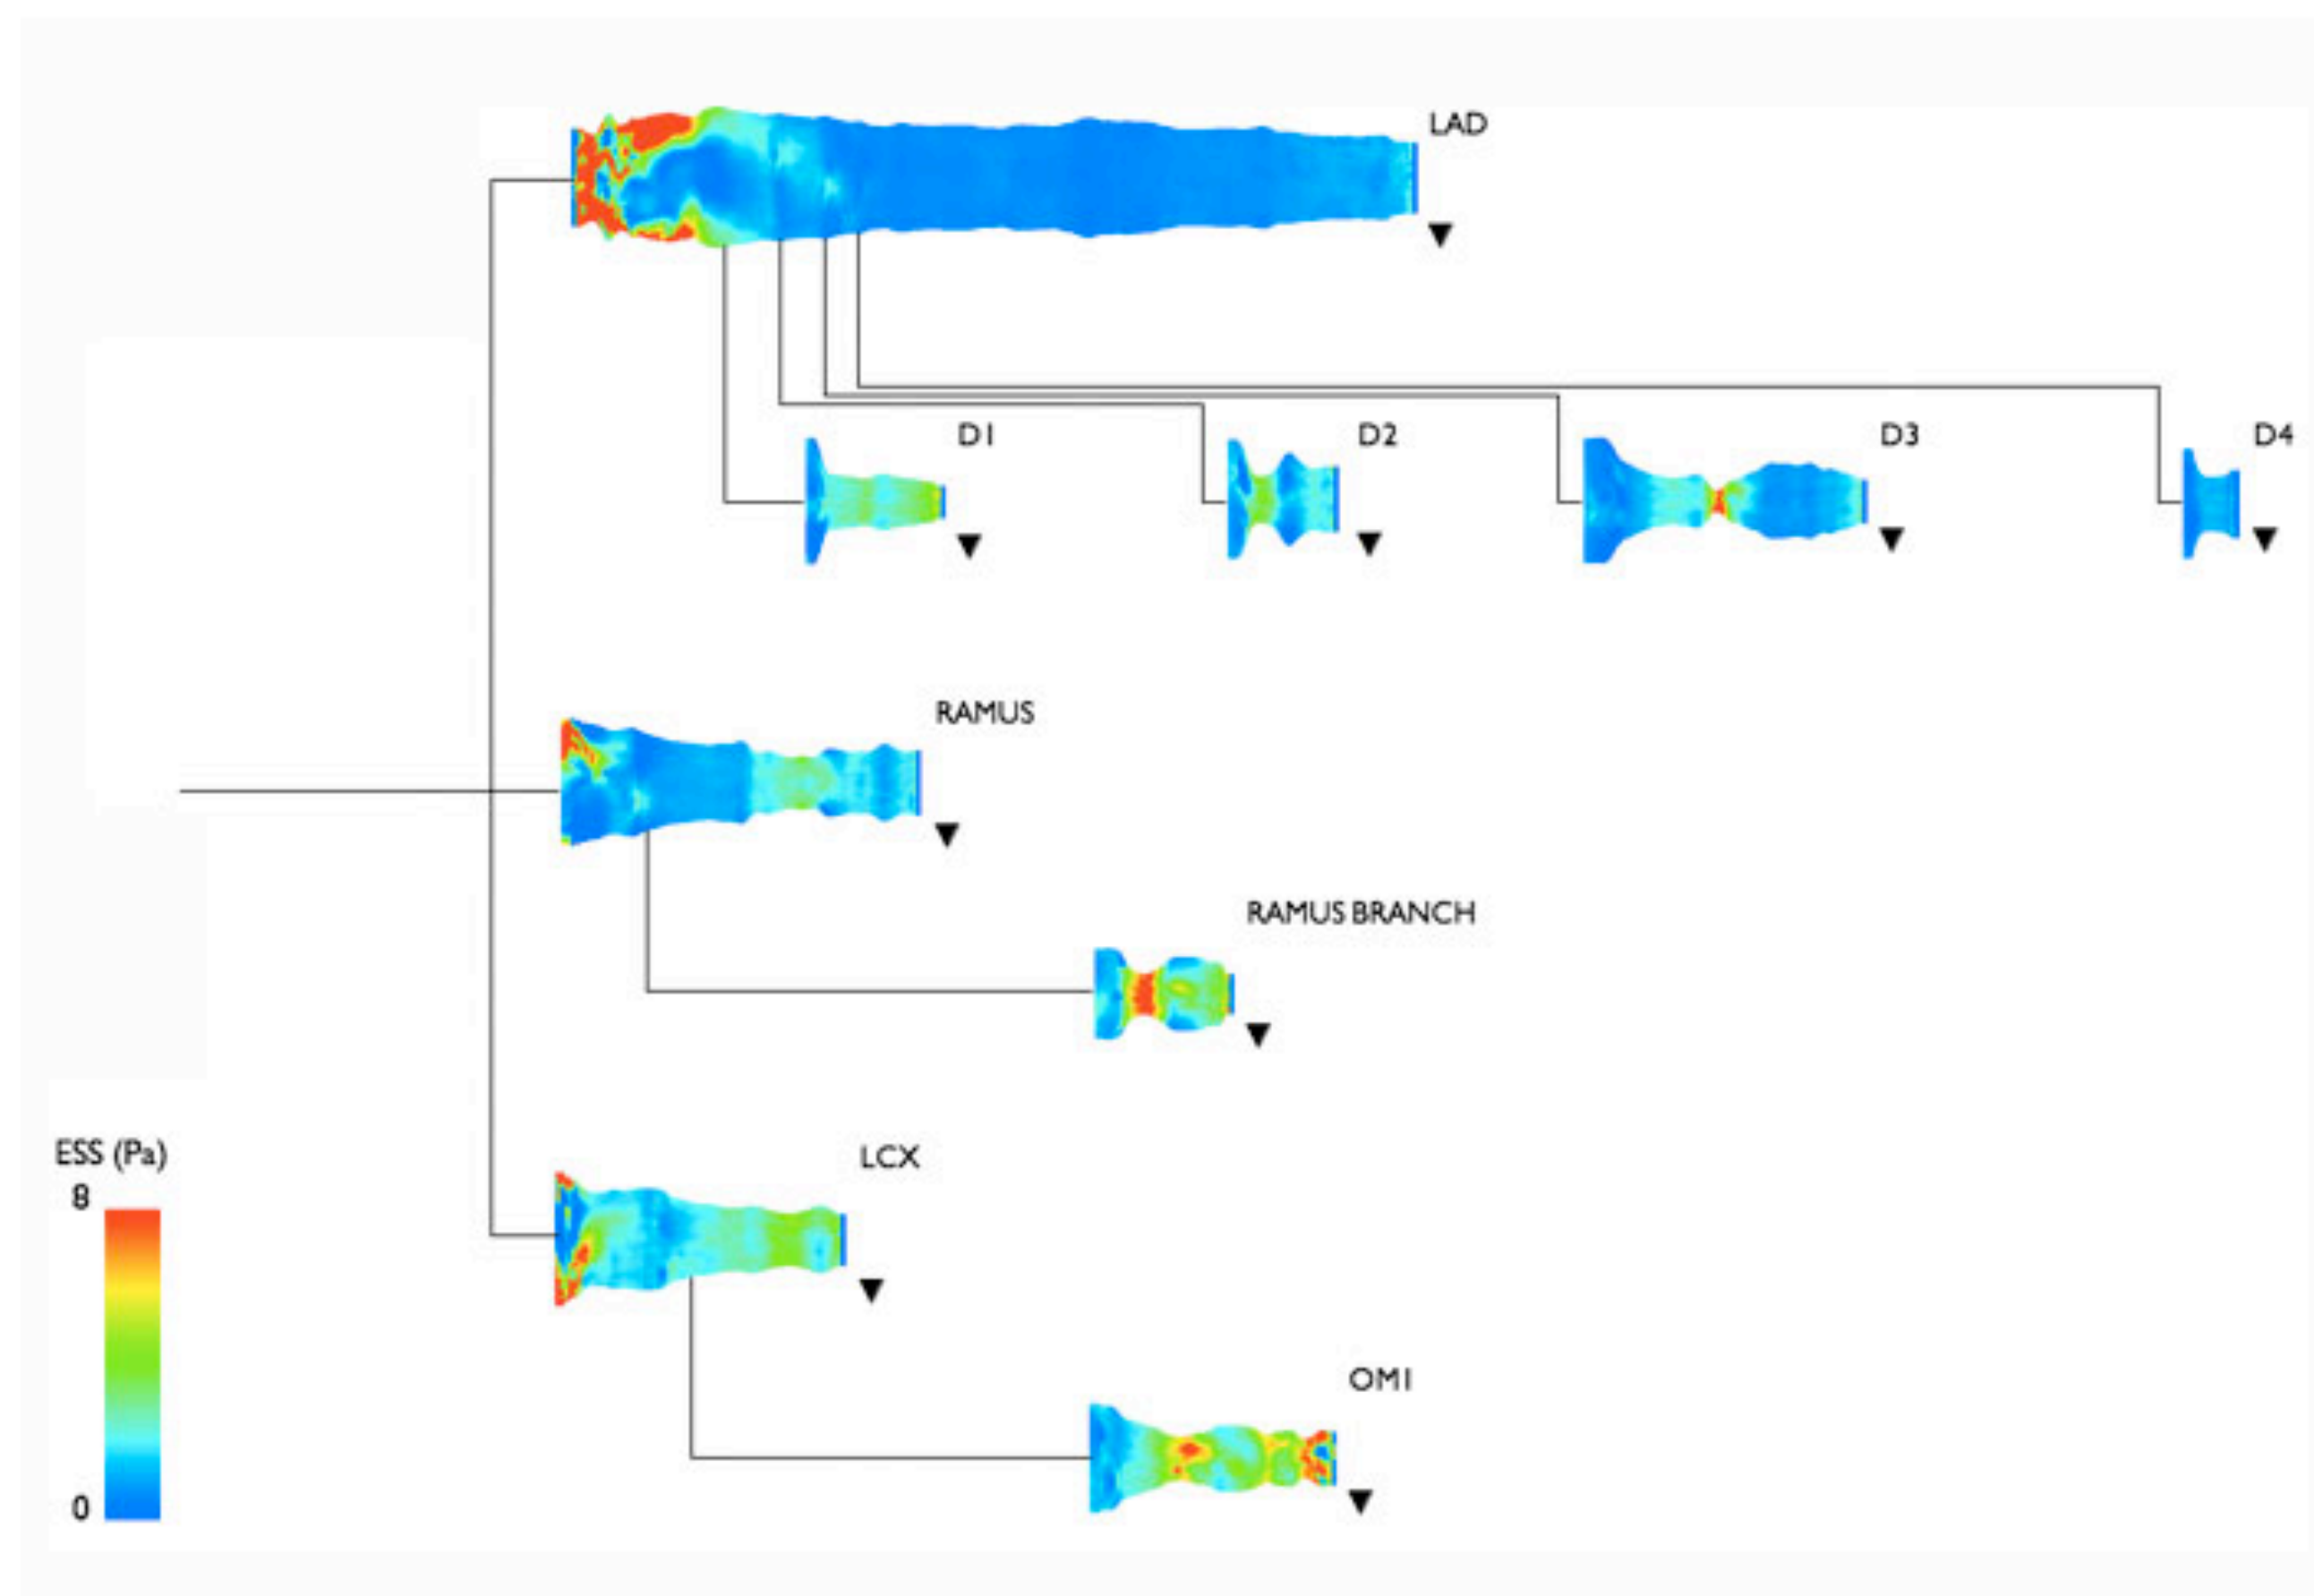 LAD
D1
D2
D3
D4
RAMUS
RAMUS BRANCH
ESS (Pa)
8
0
LCX
OM1